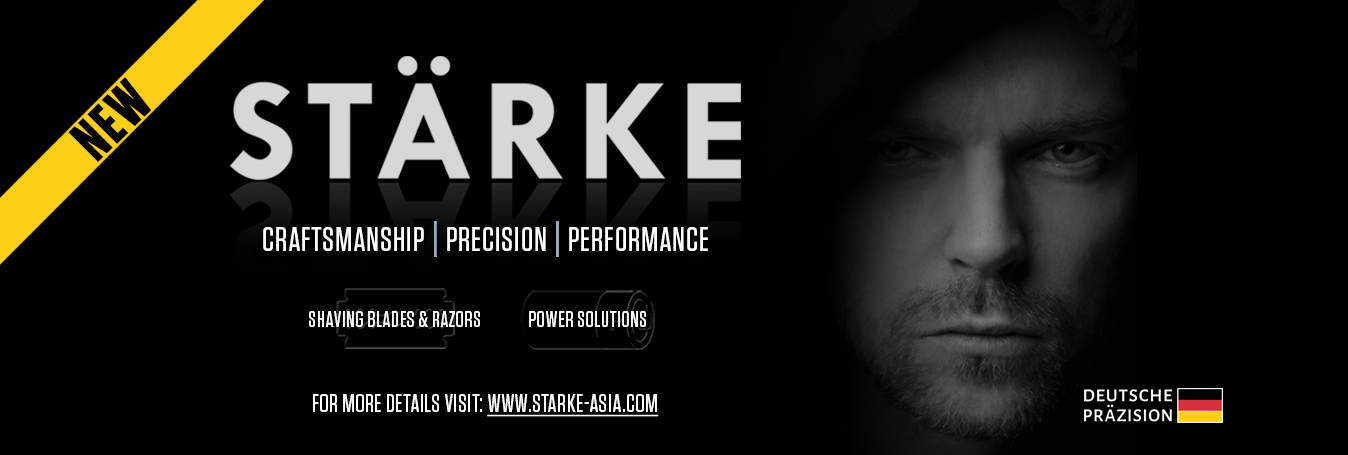 NEW
STÄRKE
CRAFTSMANSHIP | PRECISION | PERFORMANCE
SHAVING BLADES & RAZORS
POWER SOLUTIONS
FOR MORE DETAILS VISIT: WWW.STARKE-ASIA.COM
DEUTSCHE
PRÄZISION